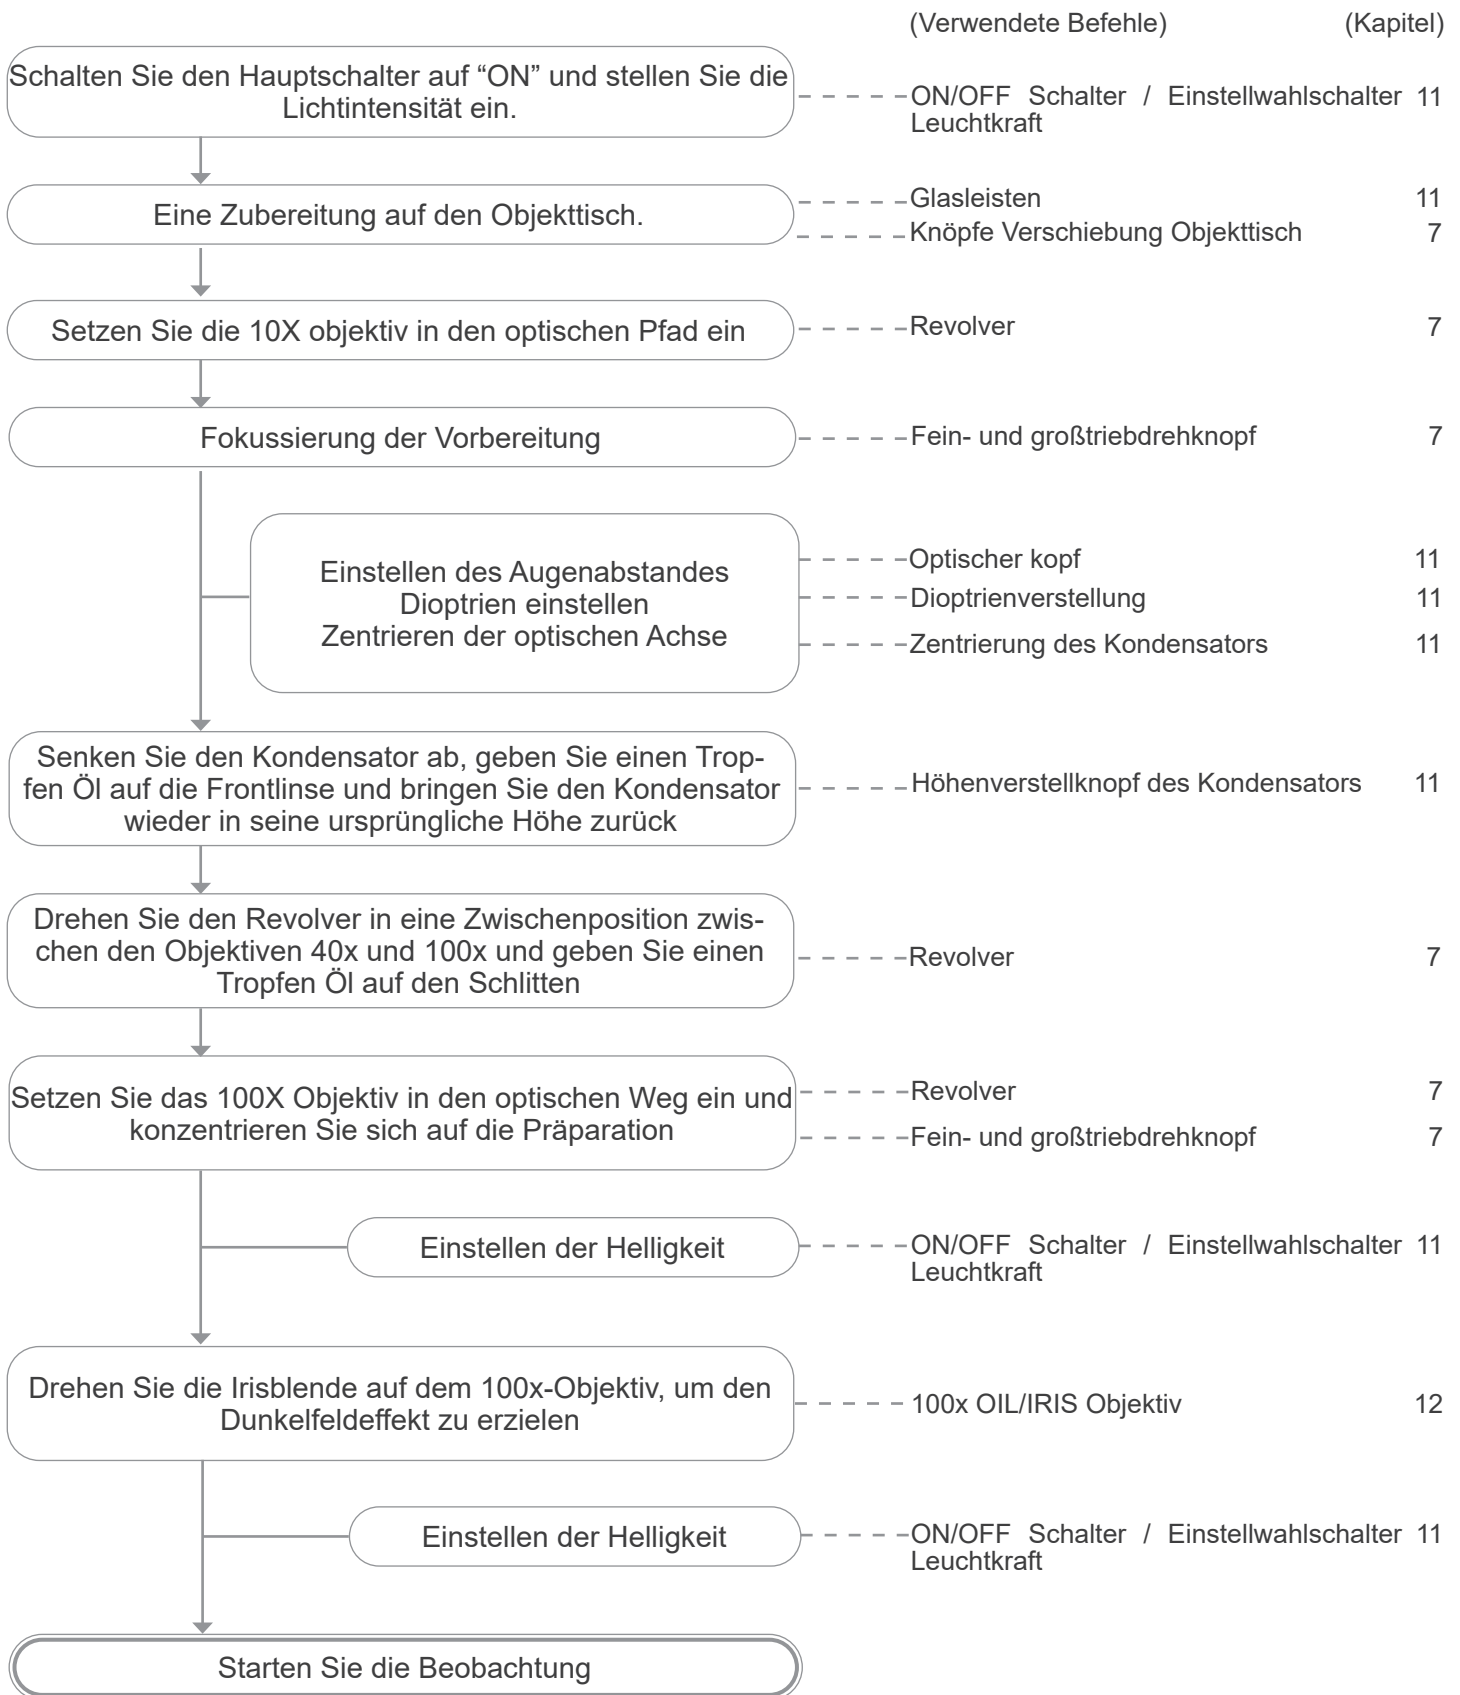 (Verwendete Befehle) (Kapitel)
Schalten Sie den Hauptschalter auf “ON” und stellen Sie die
Lichtintensität ein.
ON/OFF Schalter / Einstellwahlschalter 11
Leuchtkraft
Eine Zubereitung auf den Objekttisch.
Glasleisten 11
Knöpfe Verschiebung Objekttisch 7
Setzen Sie die 10X objektiv in den optischen Pfad ein
Revolver 7
Fokussierung der Vorbereitung
Fein- und großtriebdrehknopf 7
Einstellen des Augenabstandes
Dioptrien einstellen
Zentrieren der optischen Achse
Optischer kopf 11
Dioptrienverstellung 11
Zentrierung des Kondensators 11
Senken Sie den Kondensator ab, geben Sie einen Trop-
fen Öl auf die Frontlinse und bringen Sie den Kondensator
wieder in seine ursprüngliche Höhe zurück
Höhenverstellknopf des Kondensators 11
Drehen Sie den Revolver in eine Zwischenposition zwis-
chen den Objektiven 40x und 100x und geben Sie einen
Tropfen Öl auf den Schlitten
Revolver 7
Setzen Sie das 100X Objektiv in den optischen Weg ein und
konzentrieren Sie sich auf die Präparation
Revolver 7
Fein- und großtriebdrehknopf 7
Einstellen der Helligkeit
ON/OFF Schalter / Einstellwahlschalter 11
Leuchtkraft
Drehen Sie die Irisblende auf dem 100x-Objektiv, um den
Dunkelfeldeffekt zu erzielen
100x OIL/IRIS Objektiv 12
Einstellen der Helligkeit
ON/OFF Schalter / Einstellwahlschalter 11
Leuchtkraft
Starten Sie die Beobachtung